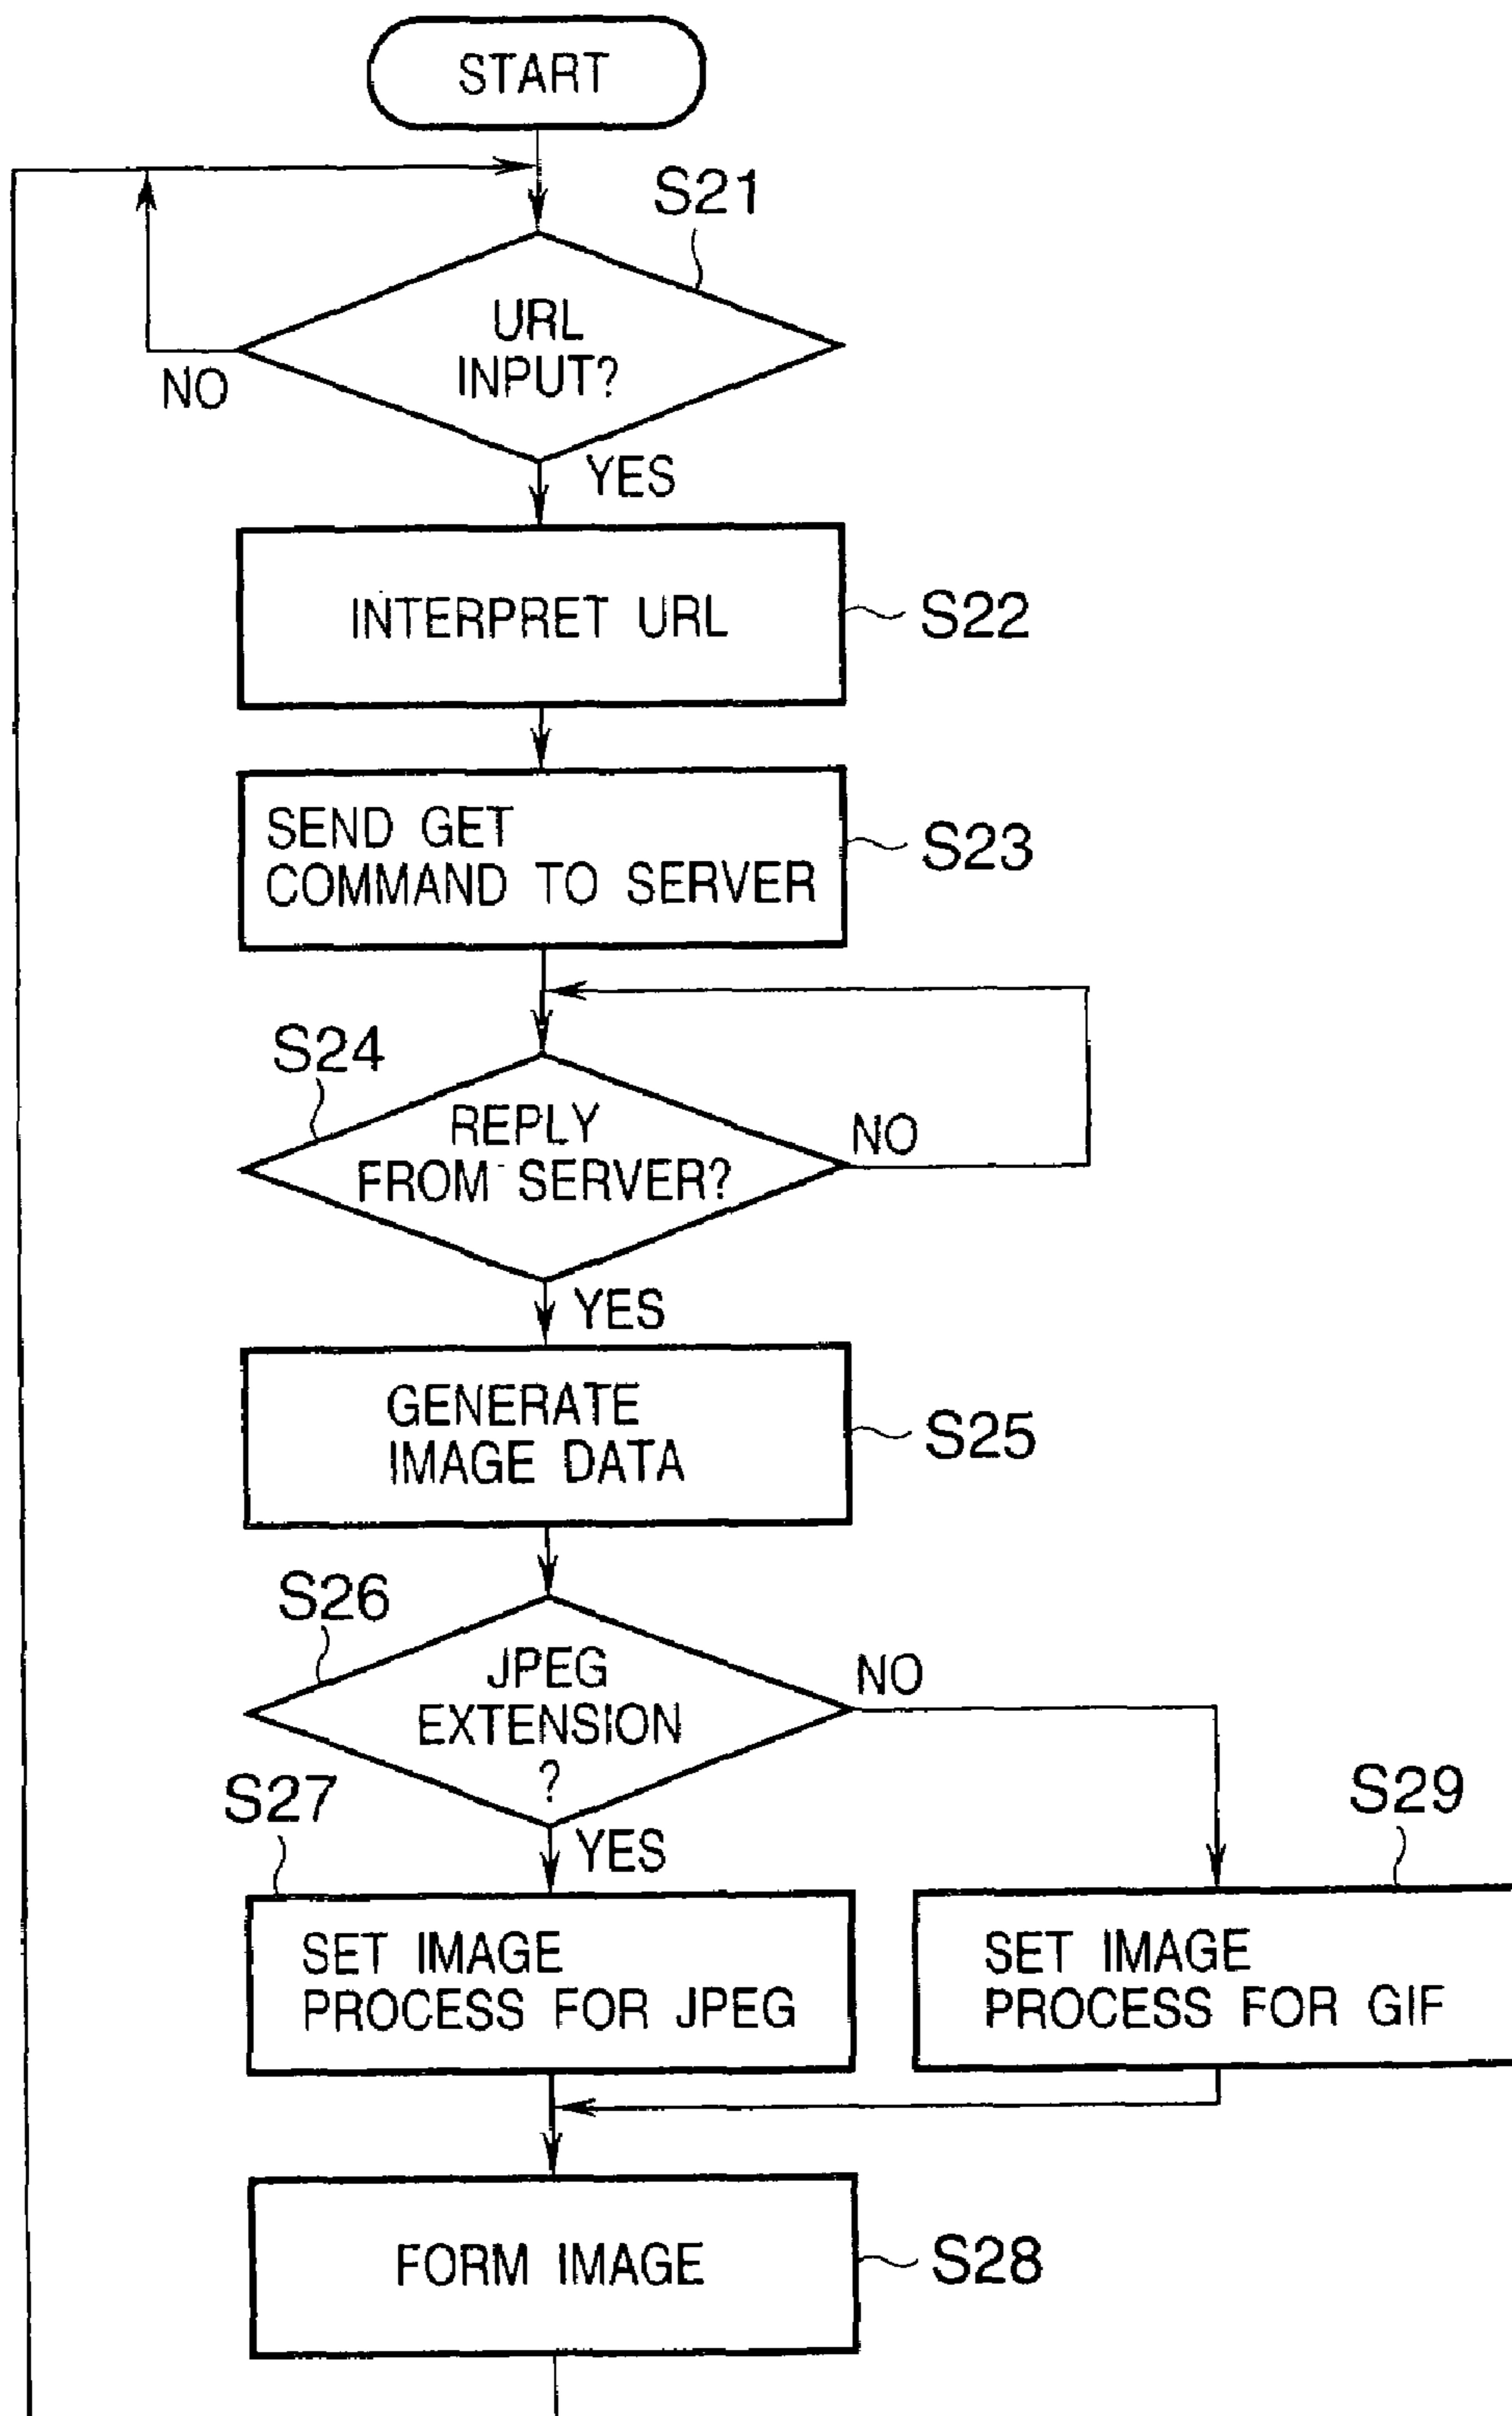 START
S21
URL
INPUT?
NO
YES
INTERPRET URL
S22
SEND GET
COMMAND TO SERVER
S23
S24
REPLY
FROM SERVER?
NO
YES
GENERATE
IMAGE DATA
S25
S26
JPEG
EXTENSION
?
NO
YES
S27
SET IMAGE
PROCESS FOR JPEG
S29
SET IMAGE
PROCESS FOR GIF
FORM IMAGE
S28